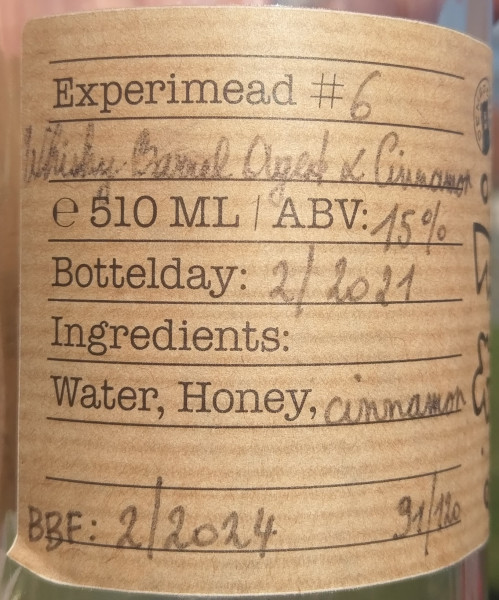 Experimead #6
Whisky Barrel Aged & Cinnamon
℮ 510 ML | ABV: 15%
Bottelday: 2/2021
Ingredients:
Water, Honey, cinnamon
BBF: 2/2024 91/120